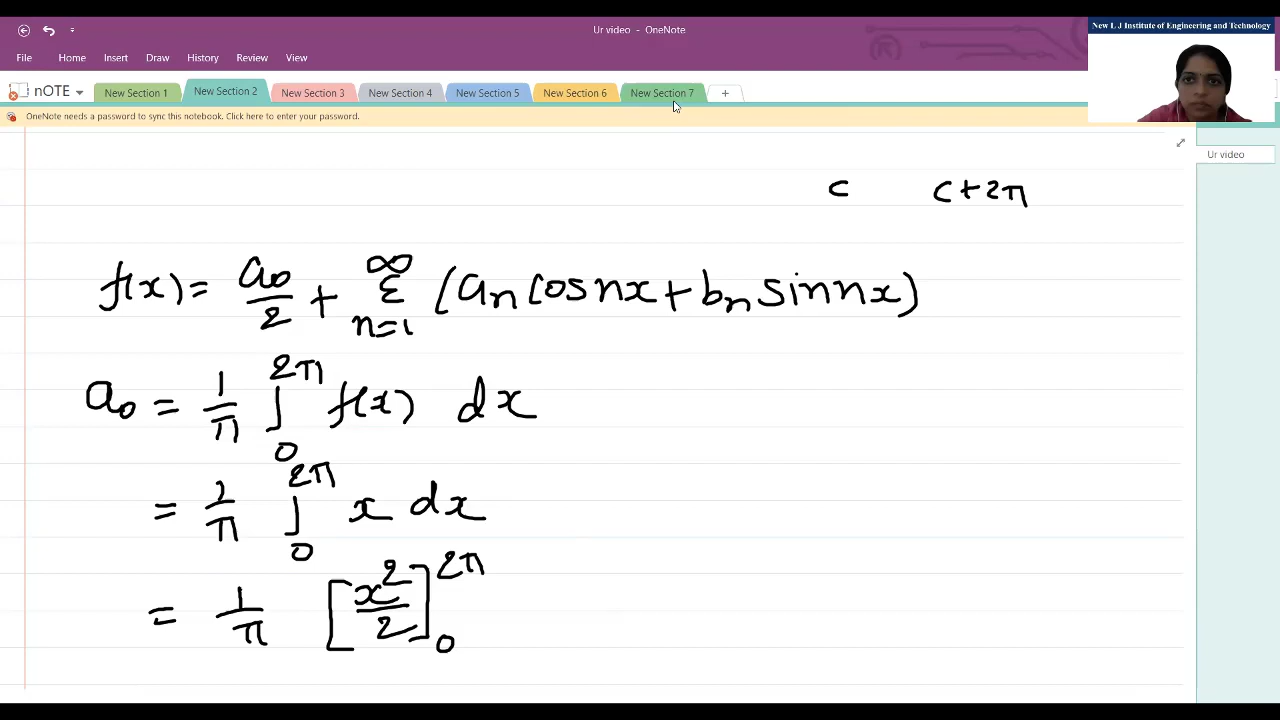 Ur video - OneNote
New L J Institute of Engineering and Technology
File Home Insert Draw History Review View
nOTE New Section 1 New Section 2 New Section 3 New Section 4 New Section 5 New Section 6 New Section 7 +
OneNote needs a password to sync this notebook. Click here to enter your password.
Ur video
c c+2π
f(x) = a₀/2 + Σ_{n=1}^{∞} (aₙ cos nx + bₙ sin nx)
a₀ = 1/π ∫₀^{2π} f(x) dx
= 1/π ∫₀^{2π} x dx
= 1/π [x²/2]₀^{2π}